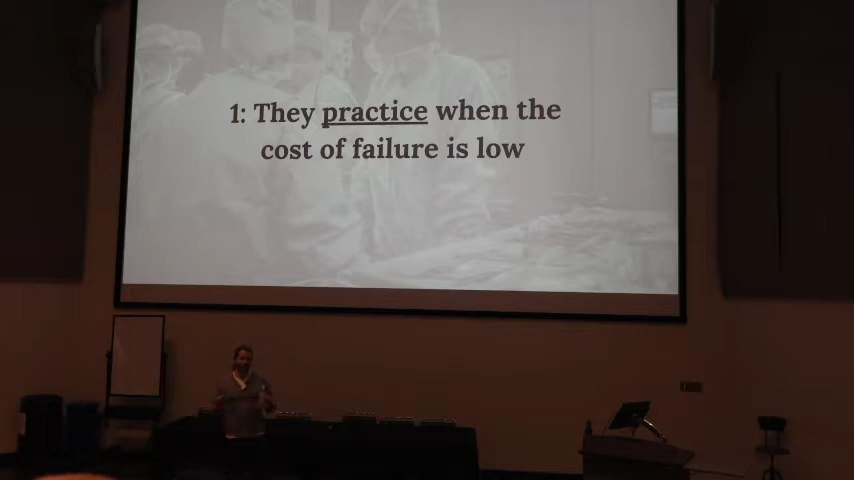 1: They practice when the
cost of failure is low